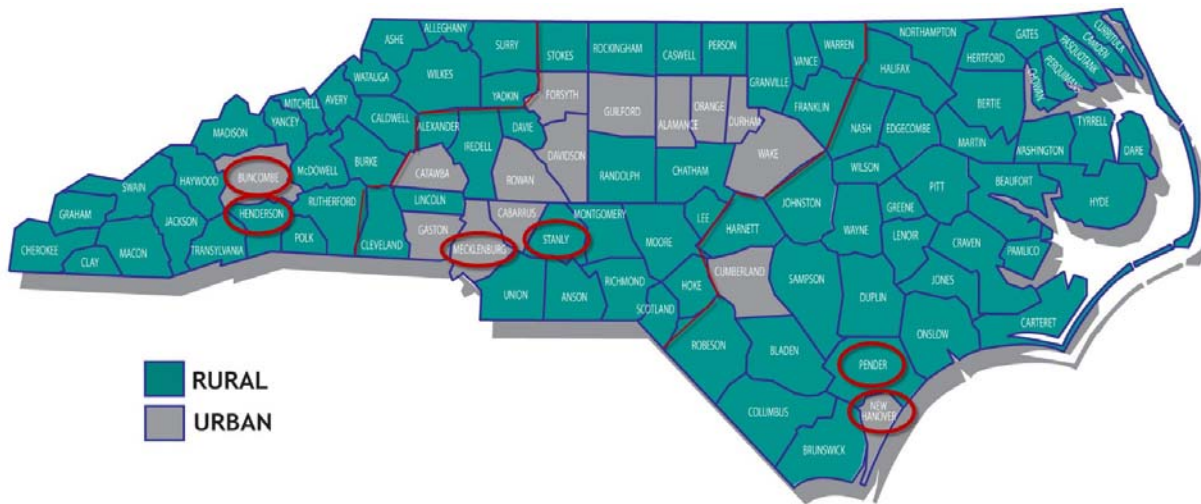 ALLEGHANY
ASHE
SURRY
STOKES
ROCKINGHAM
CASWELL
PERSON
VANCE
WARREN
NORTHAMPTON
GATES
CURRITUCK
CAMDEN
PASQUOTANK
PERQUIMANS
CHOWAN
HERTFORD
HALIFAX
GRANVILLE
WATAUGA
WILKES
YADKIN
FORSYTH
GUILFORD
ALAMANCE
ORANGE
DURHAM
FRANKLIN
BERTIE
MITCHELL
AVERY
YANCEY
CALDWELL
ALEXANDER
IREDELL
DAVIE
NASH
EDGECOMBE
MARTIN
TYRRELL
WASHINGTON
DARE
MADISON
BURKE
McDOWELL
CATAWBA
ROWAN
DAVIDSON
RANDOLPH
CHATHAM
WAKE
WILSON
BUNCOMBE
HAYWOOD
SWAIN
GRAHAM
JACKSON
HENDERSON
RUTHERFORD
LINCOLN
CABARRUS
MONTGOMERY
LEE
JOHNSTON
GREENE
PITT
BEAUFORT
HYDE
CHEROKEE
CLAY
MACON
TRANSYLVANIA
POLK
CLEVELAND
GASTON
MECKLENBURG
STANLY
MOORE
HARNETT
WAYNE
LENOIR
CRAVEN
PAMLICO
UNION
ANSON
RICHMOND
HOKE
SCOTLAND
CUMBERLAND
SAMPSON
DUPLIN
JONES
ONSLOW
CARTERET
ROBESON
BLADEN
PENDER
COLUMBUS
NEW
HANOVER
BRUNSWICK
RURAL
URBAN